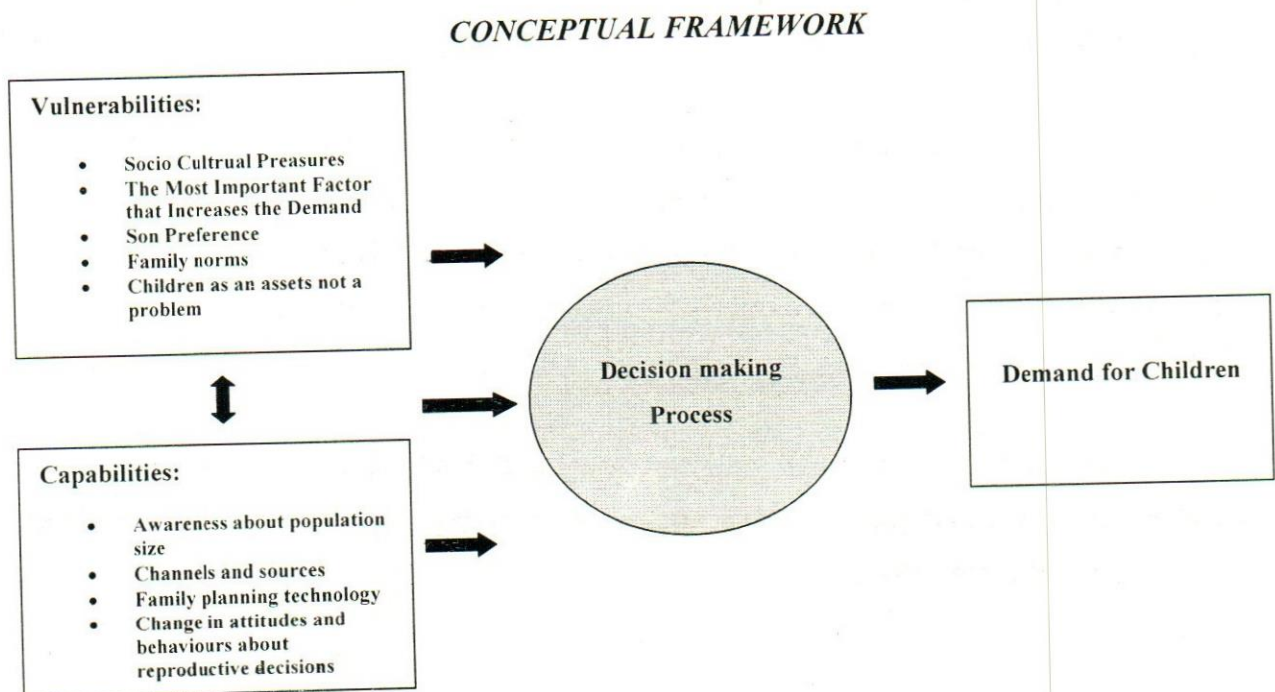 CONCEPTUAL FRAMEWORK
Vulnerabilities:
• Socio Cultrual Preasures
• The Most Important Factor
that Increases the Demand
• Son Preference
• Family norms
• Children as an assets not a
problem
Capabilities:
• Awareness about population
size
• Channels and sources
• Family planning technology
• Change in attitudes and
behaviours about
reproductive decisions
Decision making
Process
Demand for Children